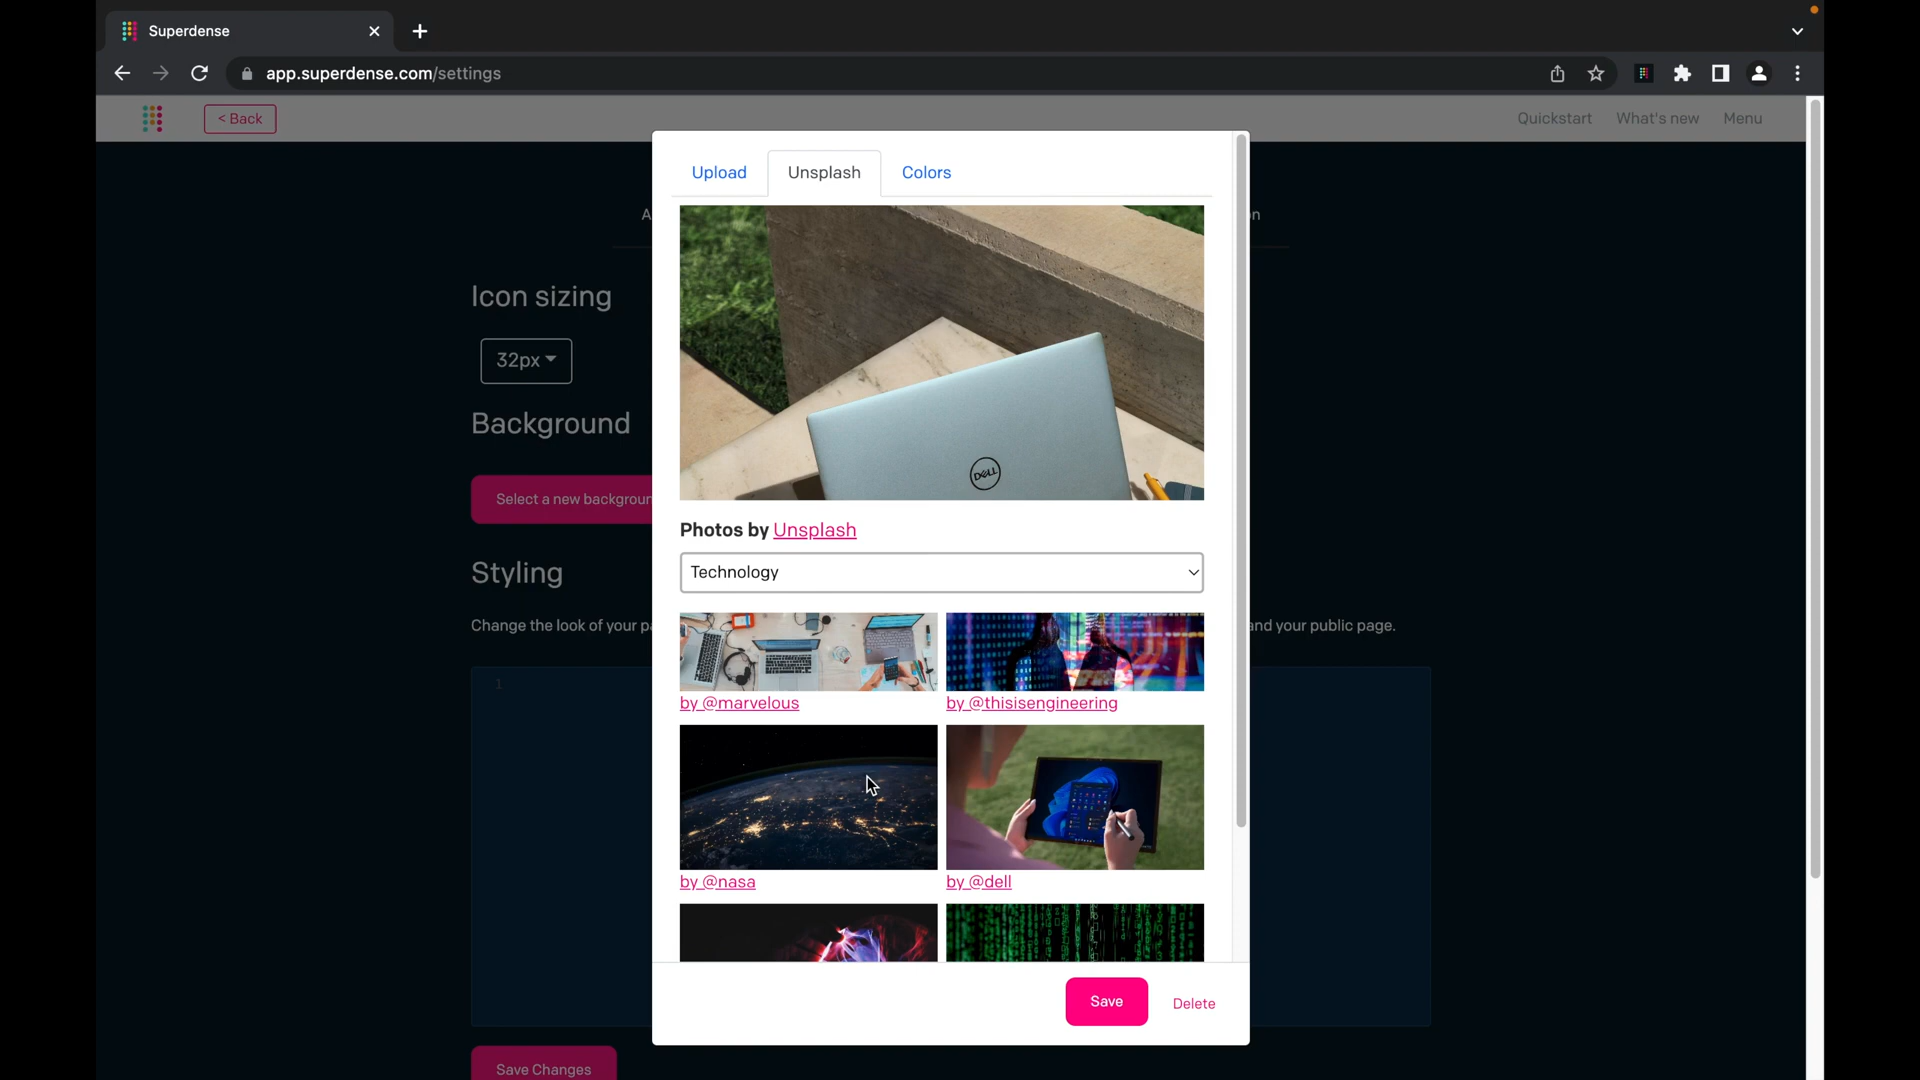 Superdense
app.superdense.com/settings
< Back
Quickstart What's new Menu
Upload Unsplash Colors
Icon sizing
32px
Background
Select a new
DELL
Photos by Unsplash
Technology
Styling
Change the look of your
and your public page.
1
by @marvelous by @thisisengineering
by @nasa by @dell
Save Delete
Save Changes